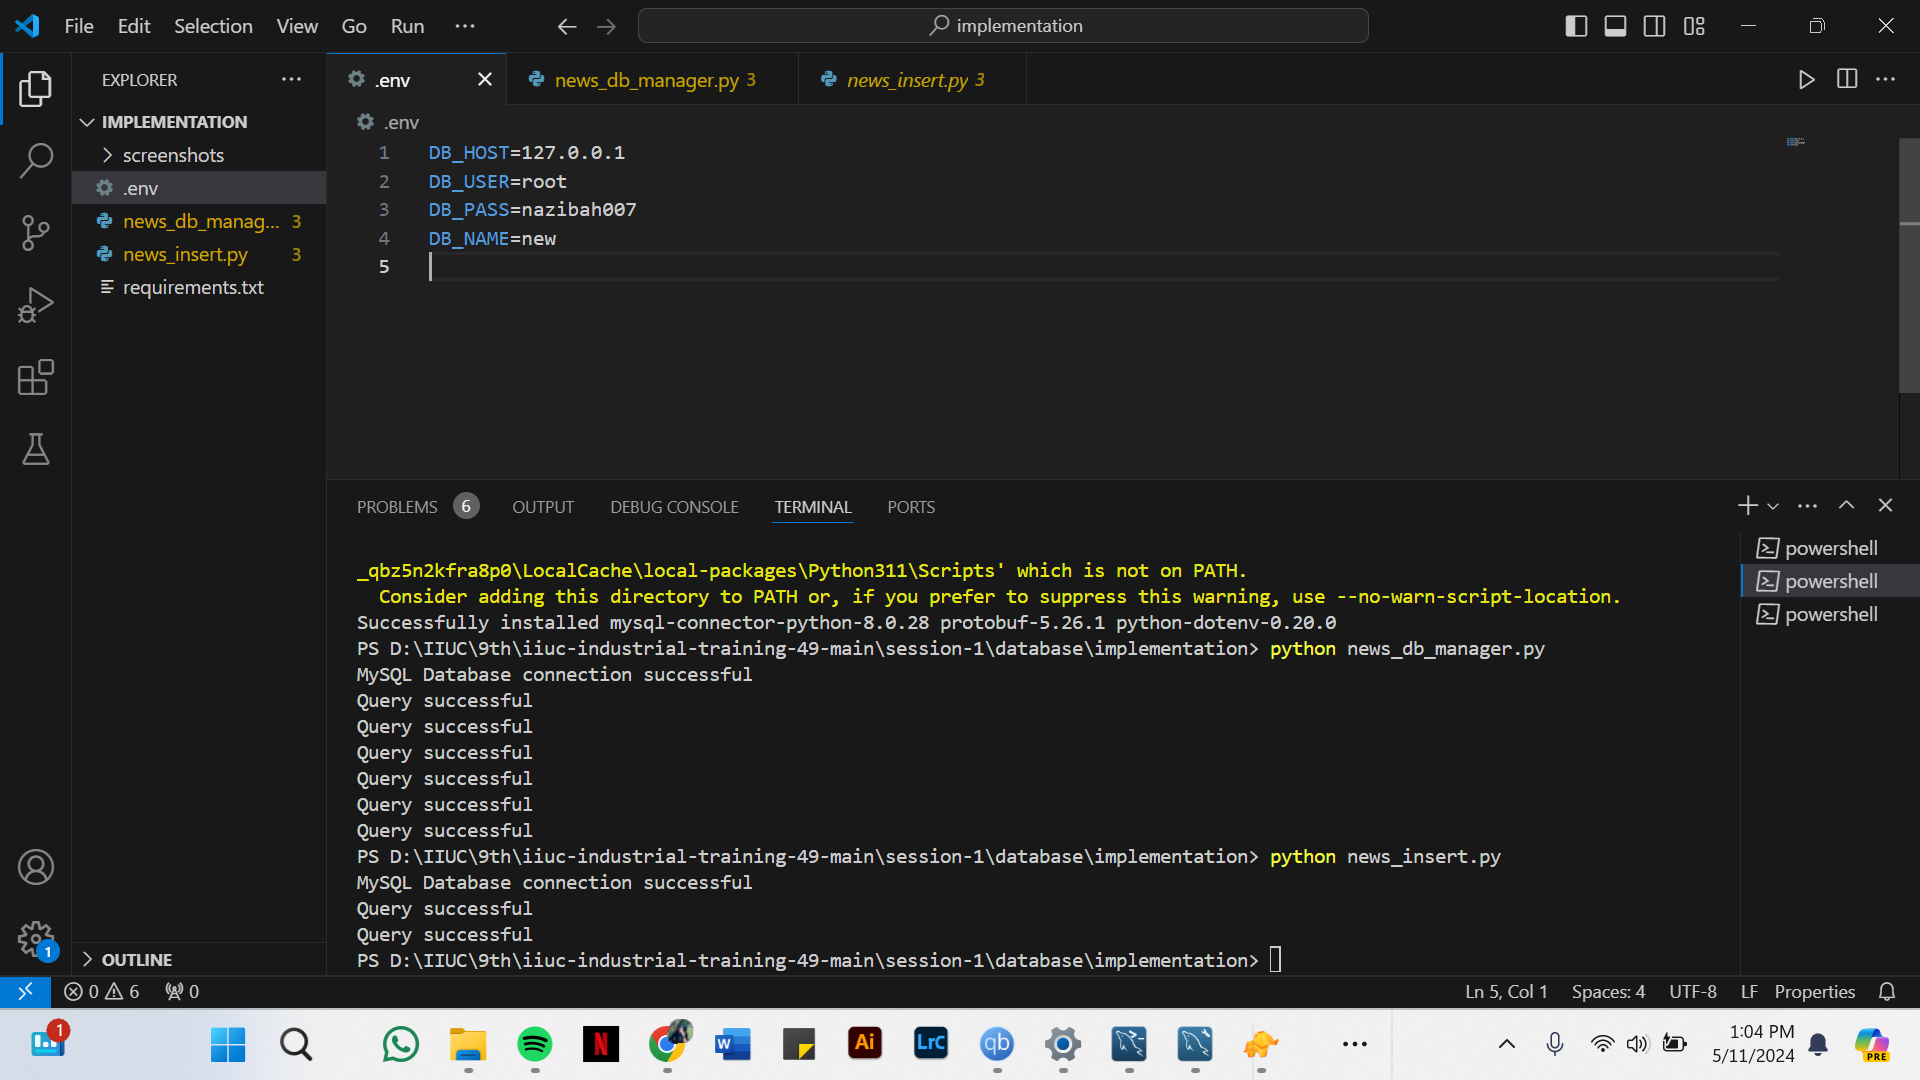 File Edit Selection View Go Run ···
implementation
EXPLORER ···
IMPLEMENTATION
screenshots
.env
news_db_manag... 3
news_insert.py 3
requirements.txt
OUTLINE
.env
news_db_manager.py 3
news_insert.py 3
.env
1 DB_HOST=127.0.0.1
2 DB_USER=root
3 DB_PASS=nazibah007
4 DB_NAME=new
5
PROBLEMS 6 OUTPUT DEBUG CONSOLE TERMINAL PORTS
_qbz5n2kfra8p0\LocalCache\local-packages\Python311\Scripts' which is not on PATH.
Consider adding this directory to PATH or, if you prefer to suppress this warning, use --no-warn-script-location.
Successfully installed mysql-connector-python-8.0.28 protobuf-5.26.1 python-dotenv-0.20.0
PS D:\IIUC\9th\iiuc-industrial-training-49-main\session-1\database\implementation> python news_db_manager.py
MySQL Database connection successful
Query successful
Query successful
Query successful
Query successful
Query successful
Query successful
PS D:\IIUC\9th\iiuc-industrial-training-49-main\session-1\database\implementation> python news_insert.py
MySQL Database connection successful
Query successful
Query successful
PS D:\IIUC\9th\iiuc-industrial-training-49-main\session-1\database\implementation>
powershell
powershell
powershell
1
0 6 0
Ln 5, Col 1 Spaces: 4 UTF-8 LF Properties
1
N
W
Ai
LrC
qb
1:04 PM
5/11/2024
PRE